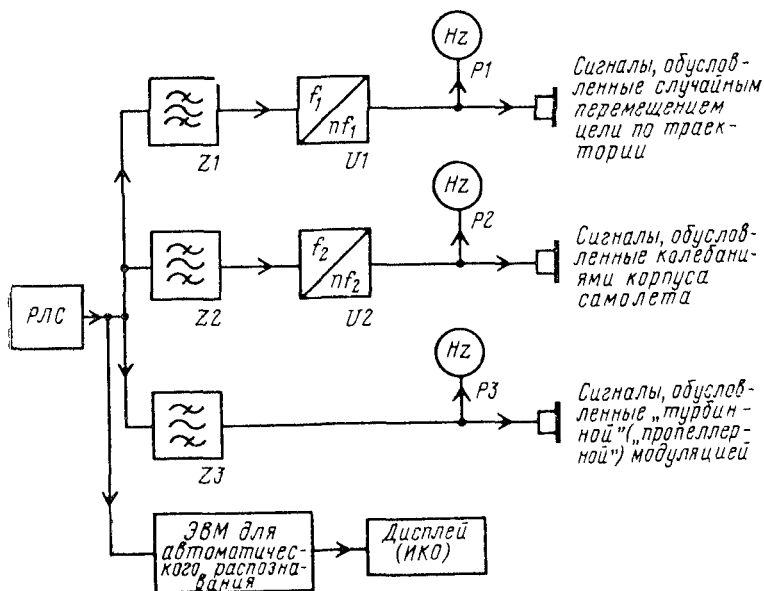 Hz
P1
f1
nf1
Z1
U1
Сигналы, обуслов-
ленные случайным
перемещением
цели по траек-
тории
Hz
P2
f2
nf2
Z2
U2
Сигналы, обуслов-
ленные колебани-
ями корпуса
самолета
РЛС
Hz
P3
Z3
Сигналы, обуслов-
ленные „турбин-
ной” („пропеллер-
ной”) модуляцией
ЭВМ для
автоматичес-
кого распозна-
вания
Дисплей
(ИКО)